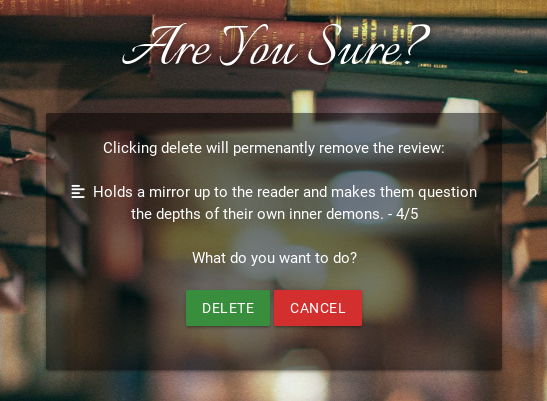 Are You Sure?
Clicking delete will permenantly remove the review:
Holds a mirror up to the reader and makes them question
the depths of their own inner demons. - 4/5
What do you want to do?
DELETE CANCEL